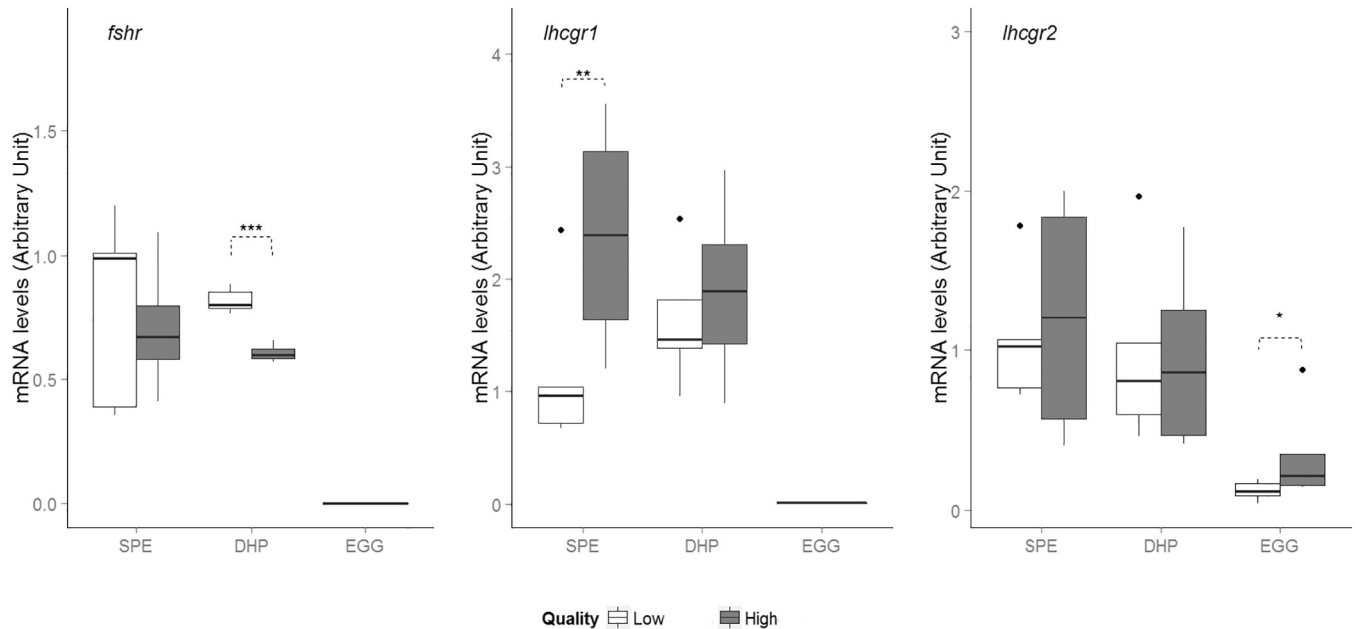 fshr
mRNA levels (Arbitrary Unit)
1.5
1.0
0.5
0.0
***
SPE DHP EGG
lhcgr1
mRNA levels (Arbitrary Unit)
4
3
2
1
0
**
SPE DHP EGG
lhcgr2
mRNA levels (Arbitrary Unit)
3
2
1
0
*
SPE DHP EGG
Quality Low High